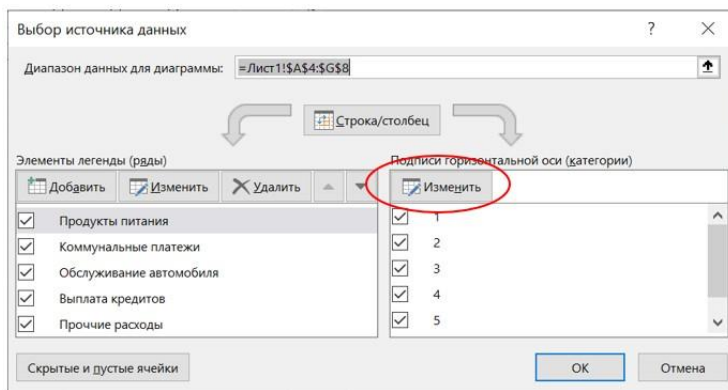 Выбор источника данных ? ×
Диапазон данных для диаграммы: =Лист1!$A$4:$G$8
Строка/столбец
Элементы легенды (ряды)
Добавить Изменить Удалить
Продукты питания
Коммунальные платежи
Обслуживание автомобиля
Выплата кредитов
Проччие расходы
Подписи горизонтальной оси (категории)
Изменить
1
2
3
4
5
Скрытые и пустые ячейки
ОК Отмена